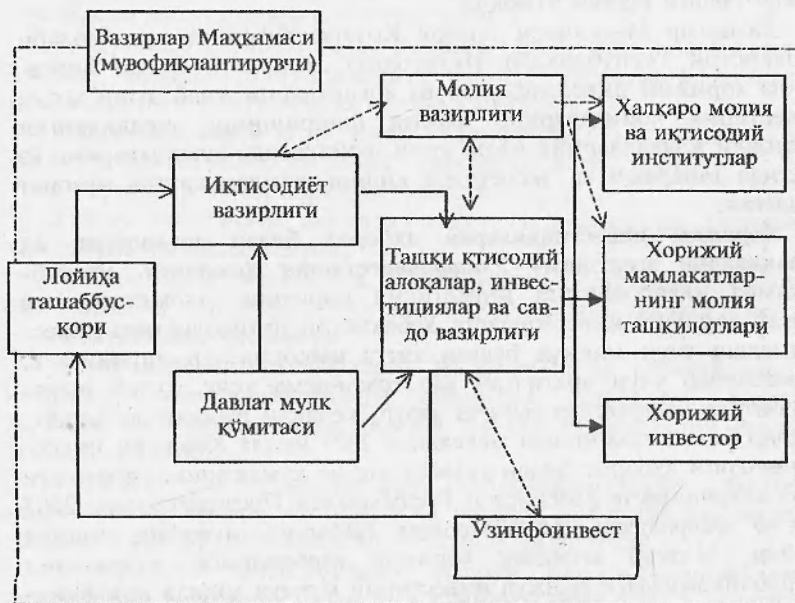 Вазирлар Маҳкамаси
(мувофиқлаштирувчи)
Молия
вазирлиги
Халқаро молия
ва иқтисодий
институтлар
Иқтисодиёт
вазирлиги
Лойиҳа
ташаббус-
кори
Ташқи қтисодий
алоқалар, инвес-
тициялар ва сав-
до вазирлиги
Хорижий
мамлакатлар-
нинг молия
ташкилотлари
Давлат мулк
қўмитаси
Хорижий
инвестор
Ўзинфоинвест